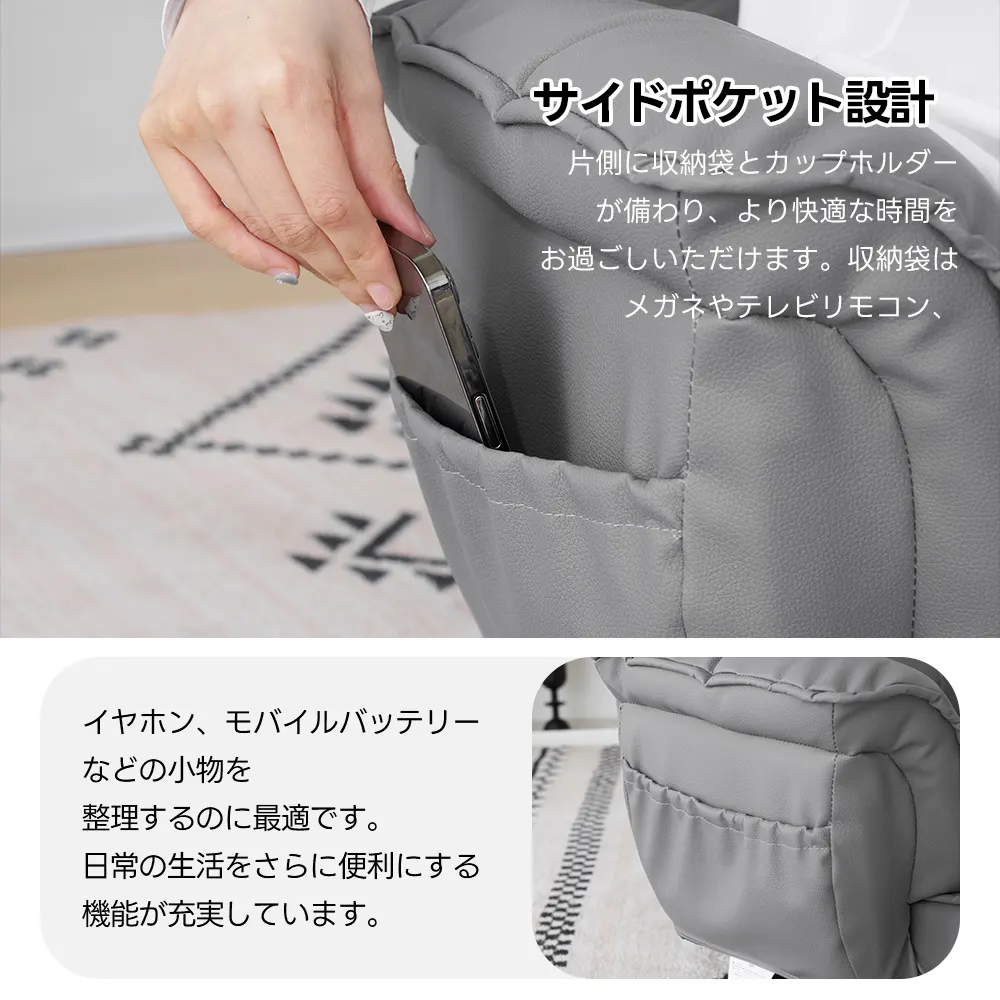 サイドポケット設計
片側に収納袋とカップホルダー
が備わり、より快適な時間を
お過ごしいただけます。収納袋は
メガネやテレビリモコン、
イヤホン、モバイルバッテリー
などの小物を
整理するのに最適です。
日常の生活をさらに便利にする
機能が充実しています。